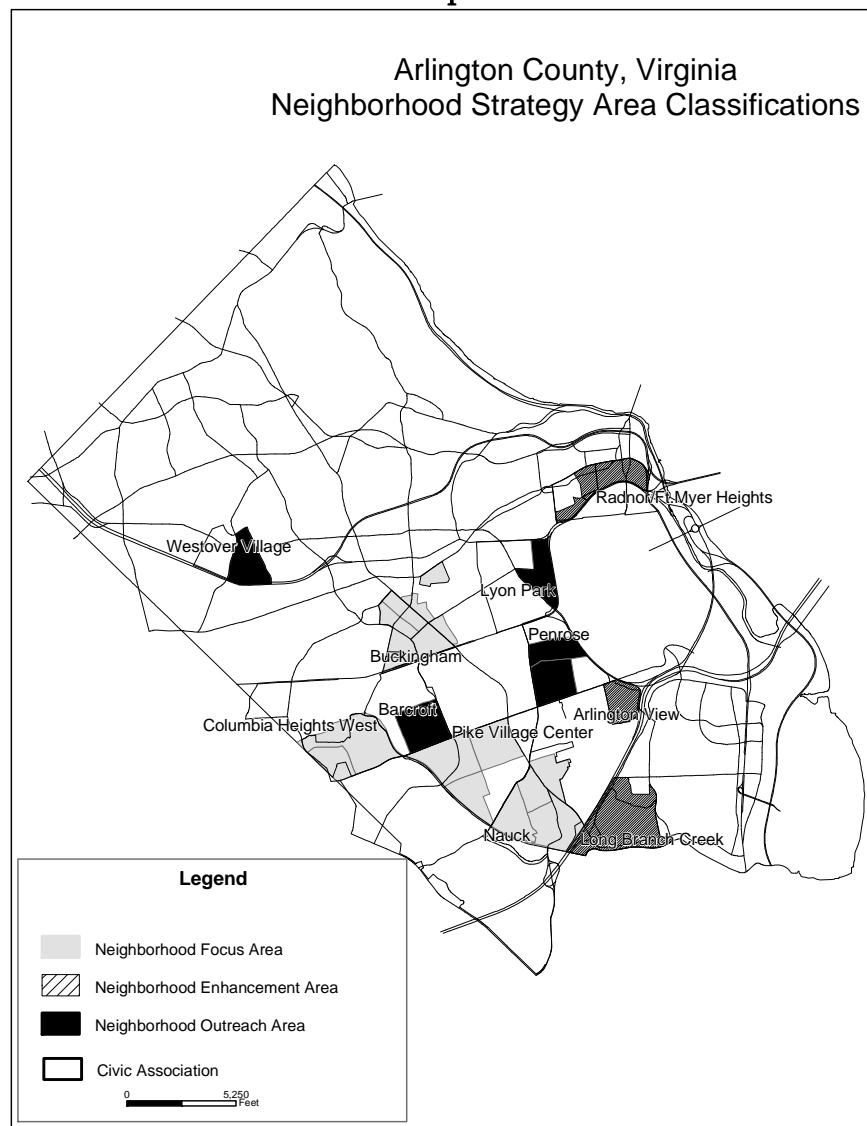 Arlington County, Virginia
Neighborhood Strategy Area Classifications
Radnor/Ft.Myer Heights
Westover Village
Lyon Park
Penrose
Buckingham
Barcroft
Arlington View
Columbia Heights West
Pike Village Center
Nauck
Long Branch Creek
Legend
Neighborhood Focus Area
Neighborhood Enhancement Area
Neighborhood Outreach Area
Civic Association
0 5,250
Feet